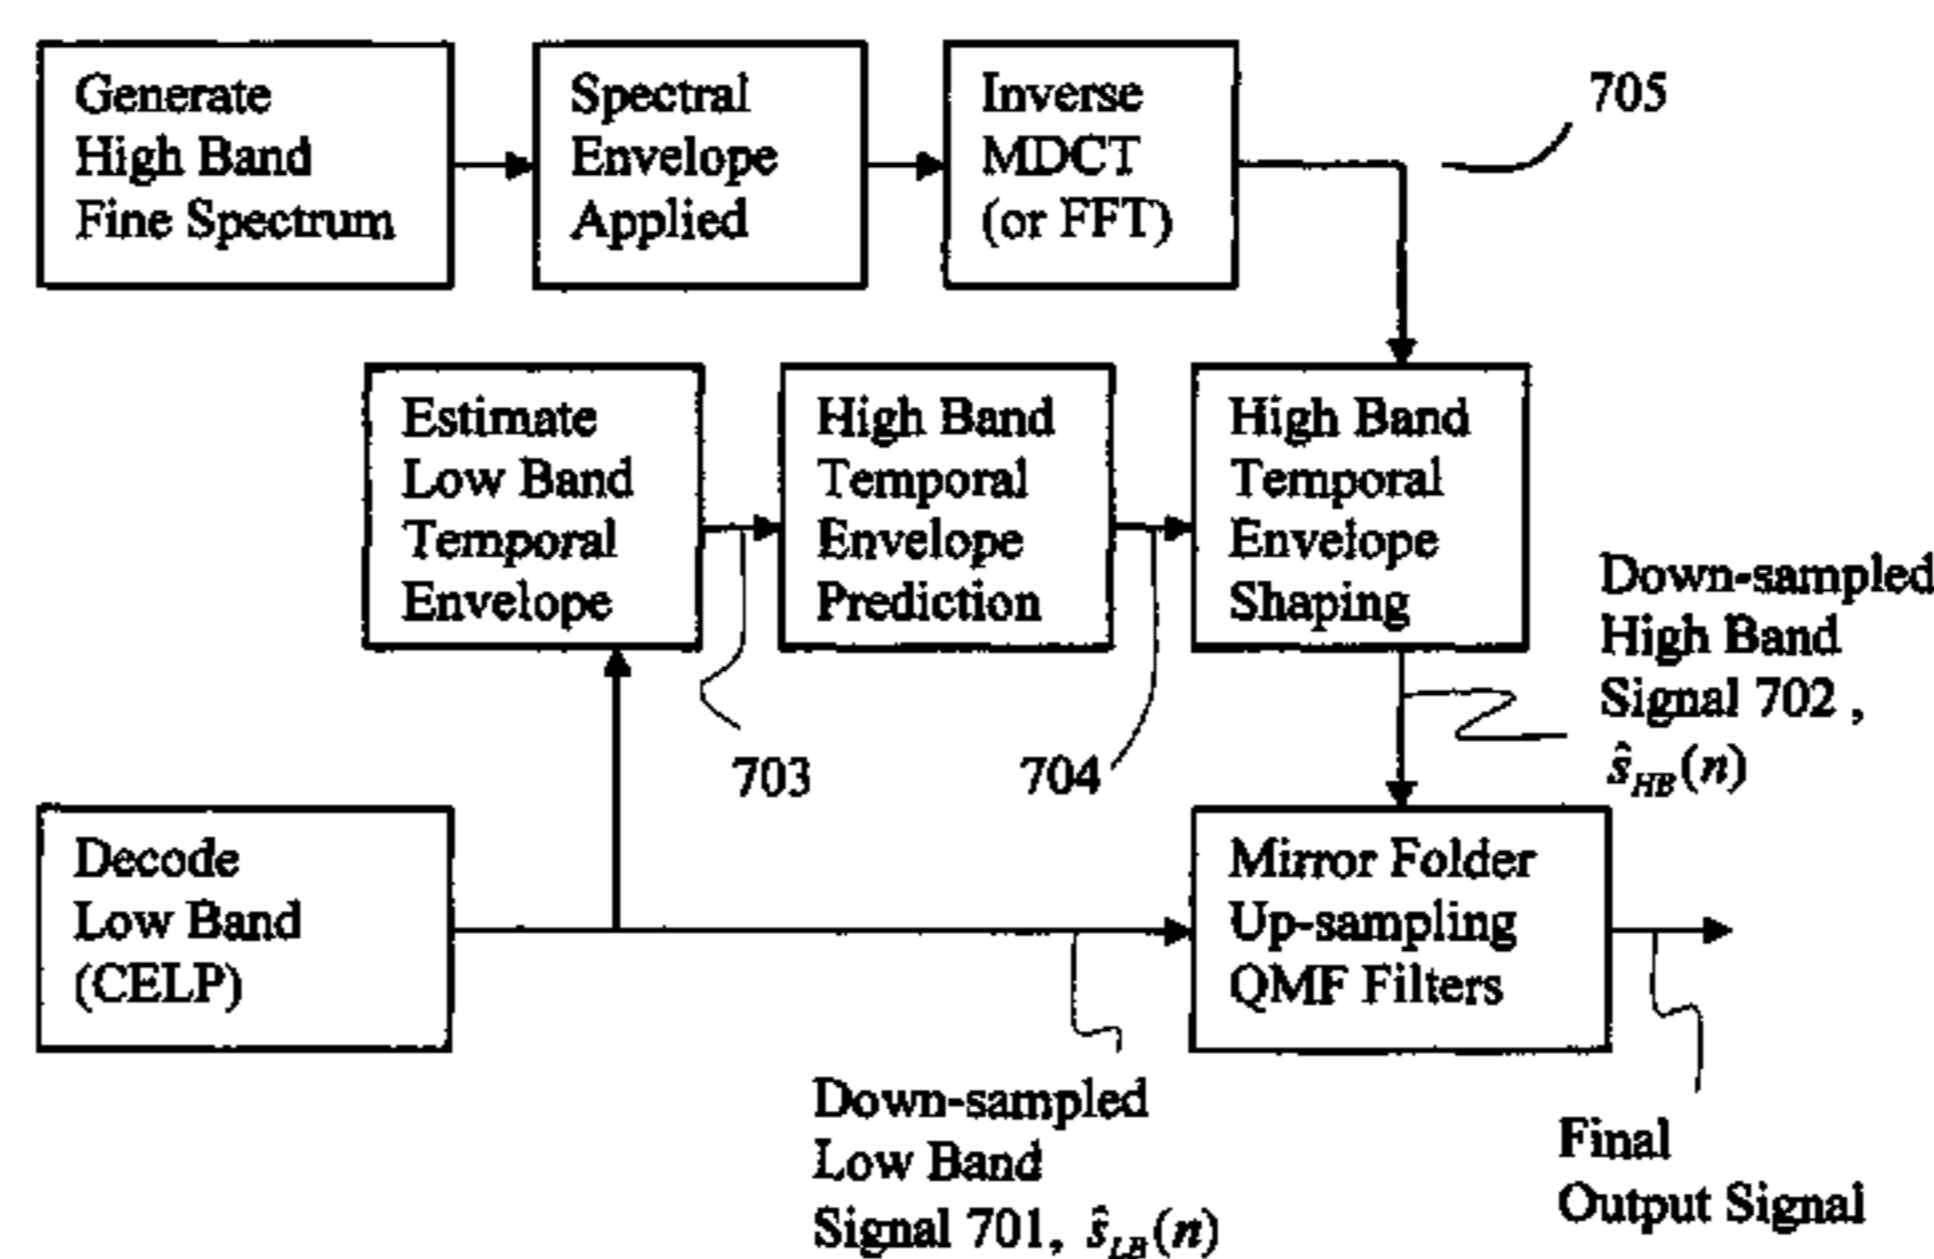 Generate
High Band
Fine Spectrum
Spectral
Envelope
Applied
Inverse
MDCT
(or FFT)
705
Estimate
Low Band
Temporal
Envelope
High Band
Temporal
Envelope
Prediction
High Band
Temporal
Envelope
Shaping
Down-sampled
High Band
Signal 702 ,
ŝ_HB(n)
703
704
Decode
Low Band
(CELP)
Mirror Folder
Up-sampling
QMF Filters
Down-sampled
Low Band
Signal 701, ŝ_LB(n)
Final
Output Signal